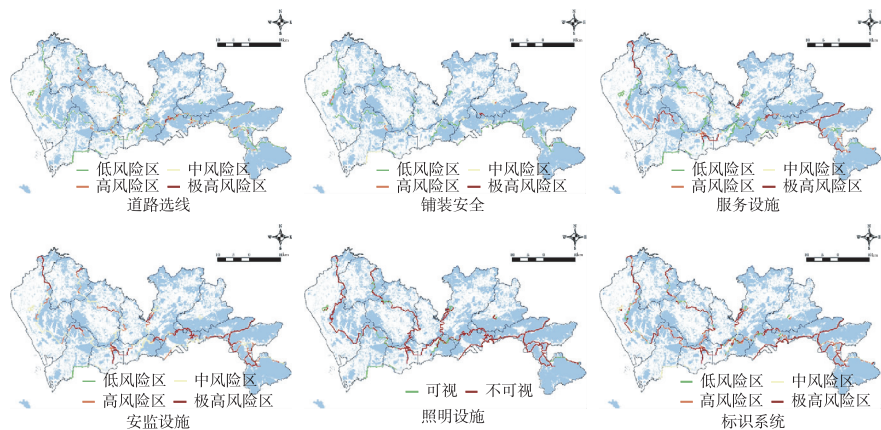 低风险区 中风险区
高风险区 极高风险区
道路选线
低风险区 中风险区
高风险区 极高风险区
铺装安全
低风险区 中风险区
高风险区 极高风险区
服务设施
低风险区 中风险区
高风险区 极高风险区
安监设施
可视 不可视
照明设施
低风险区 中风险区
高风险区 极高风险区
标识系统